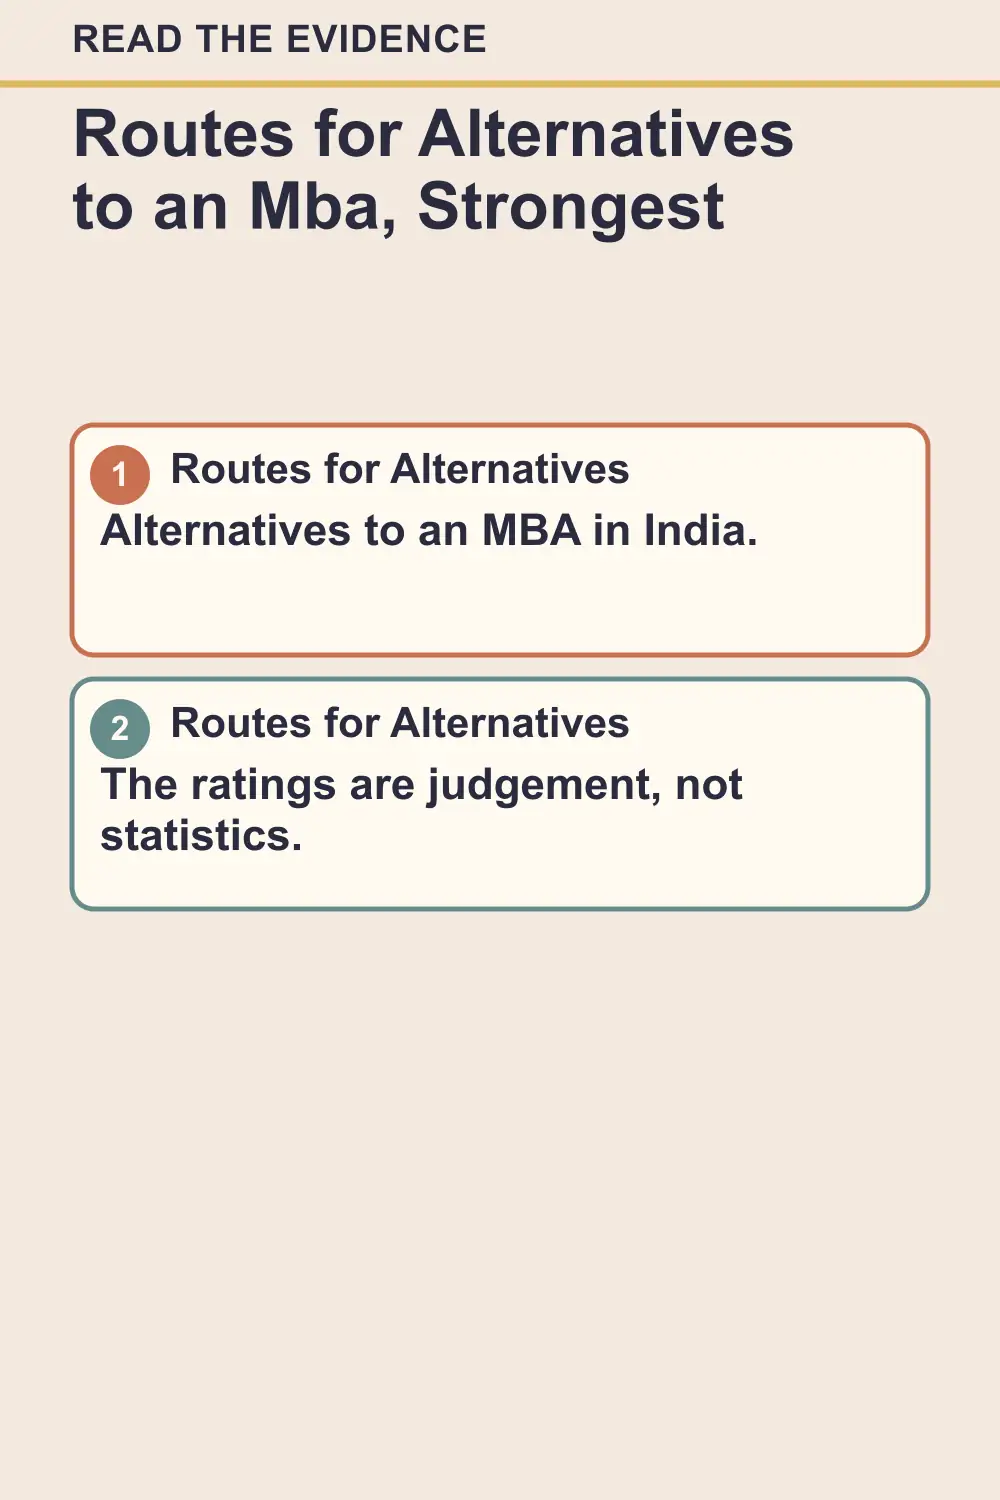 READ THE EVIDENCE
Routes for Alternatives
to an Mba, Strongest
1 Routes for Alternatives
Alternatives to an MBA in India.
2 Routes for Alternatives
The ratings are judgement, not
statistics.